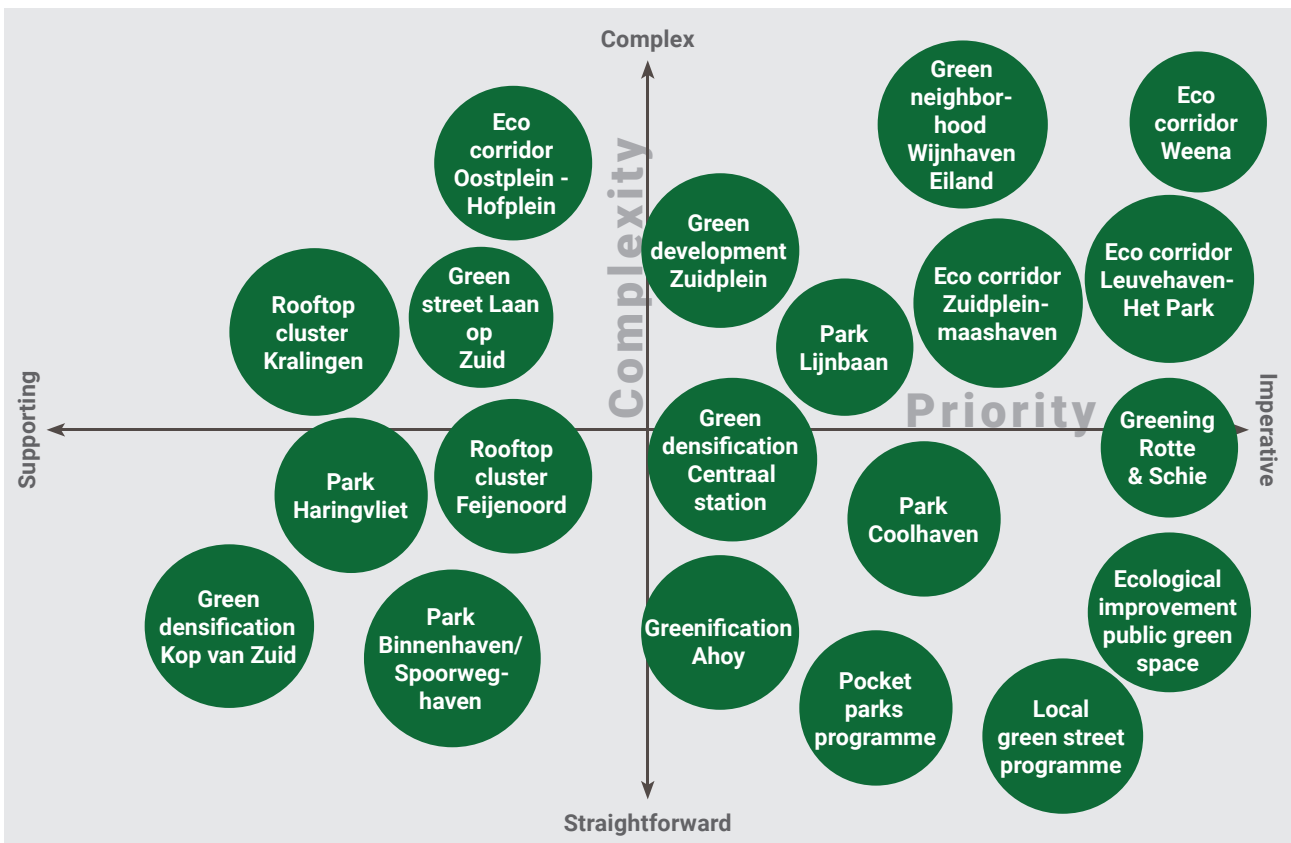 Complex
Complexity
Priority
Supporting
Imperative
Straightforward
Eco
corridor
Oostplein -
Hofplein
Green
neighbor-
hood
Wijnhaven
Eiland
Eco
corridor
Weena
Green
development
Zuidplein
Rooftop
cluster
Kralingen
Green
street Laan
op
Zuid
Park
Lijnbaan
Eco corridor
Zuidplein-
maashaven
Eco corridor
Leuvehaven-
Het Park
Park
Haringvliet
Rooftop
cluster
Feijenoord
Green
densification
Centraal
station
Park
Coolhaven
Greening
Rotte
& Schie
Green
densification
Kop van Zuid
Park
Binnenhaven/
Spoorweg-
haven
Greenification
Ahoy
Pocket
parks
programme
Local
green street
programme
Ecological
improvement
public green
space